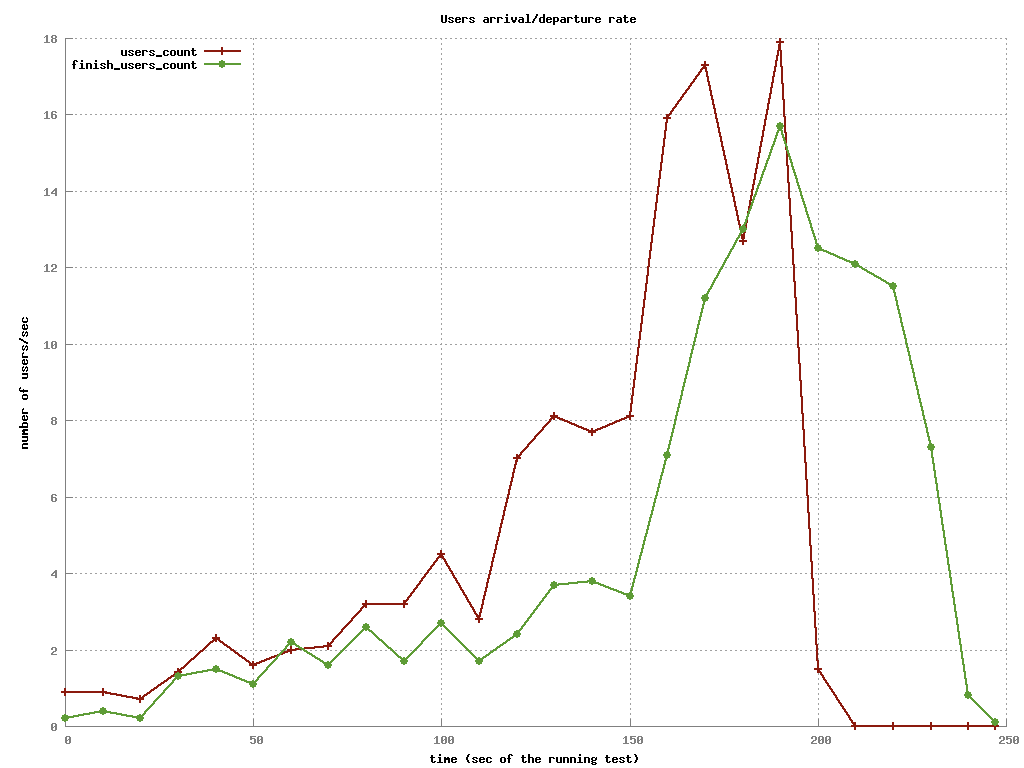 Users arrival/departure rate
users_count
finish_users_count
18
16
14
12
10
8
6
4
2
0
number of users/sec
0 50 100 150 200 250
time (sec of the running test)